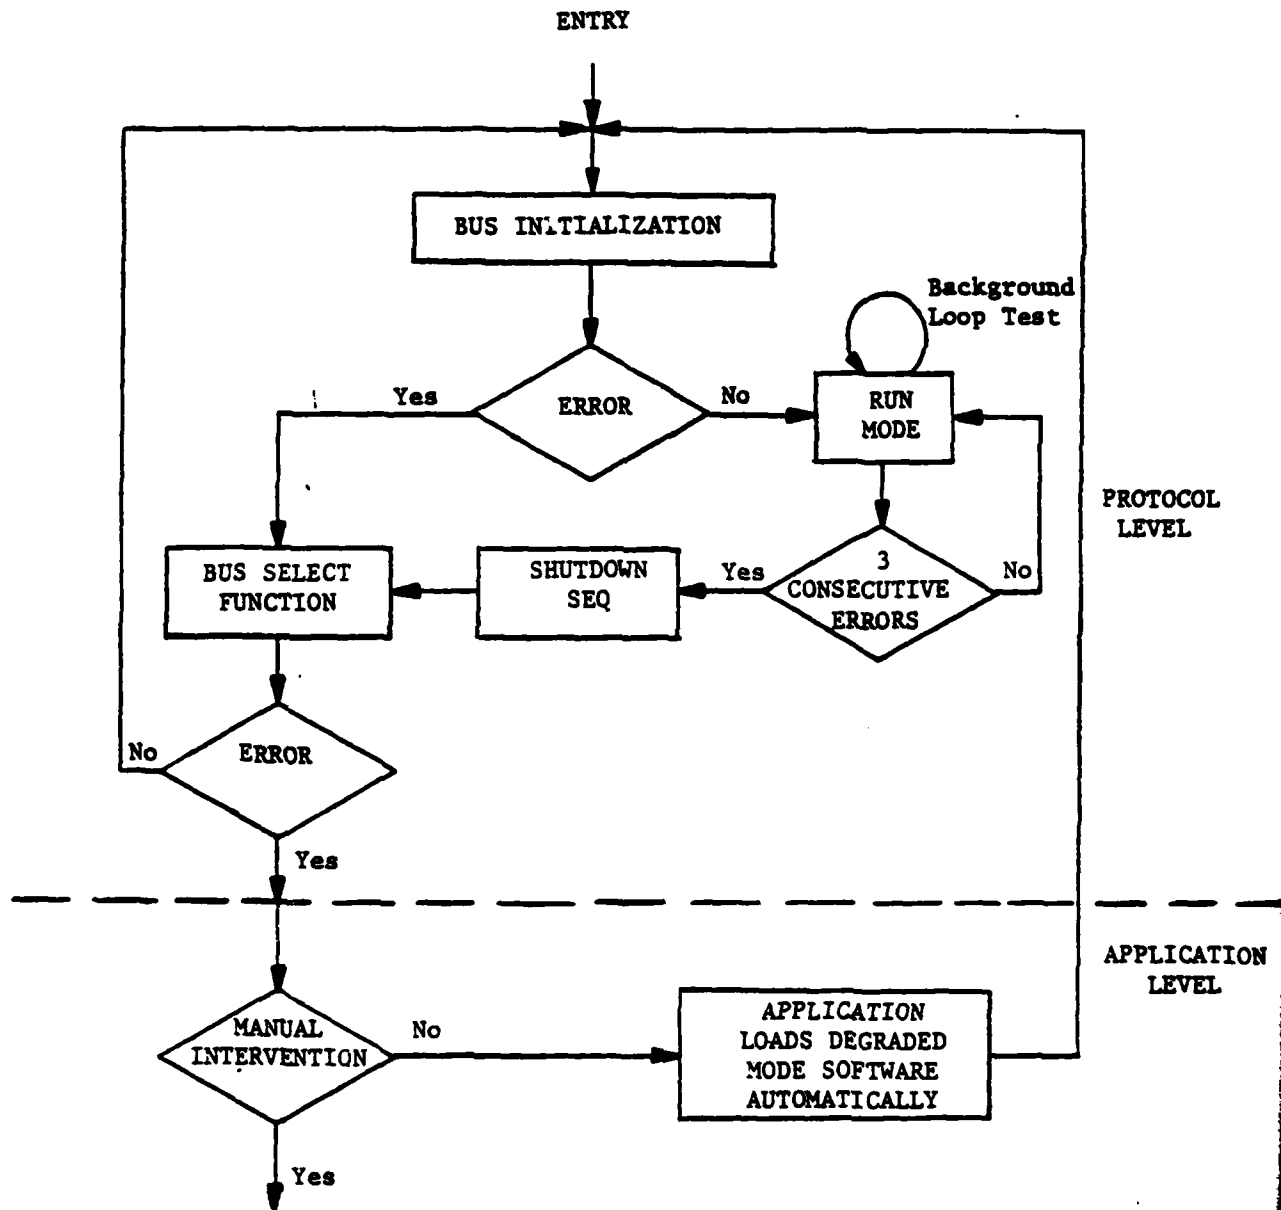 ENTRY
BUS INITIALIZATION
Background
Loop Test
Yes
ERROR
No
RUN
MODE
PROTOCOL
LEVEL
BUS SELECT
FUNCTION
SHUTDOWN
SEQ
Yes
3
CONSECUTIVE
ERRORS
No
No
ERROR
Yes
APPLICATION
LEVEL
MANUAL
INTERVENTION
No
APPLICATION
LOADS DEGRADED
MODE SOFTWARE
AUTOMATICALLY
Yes